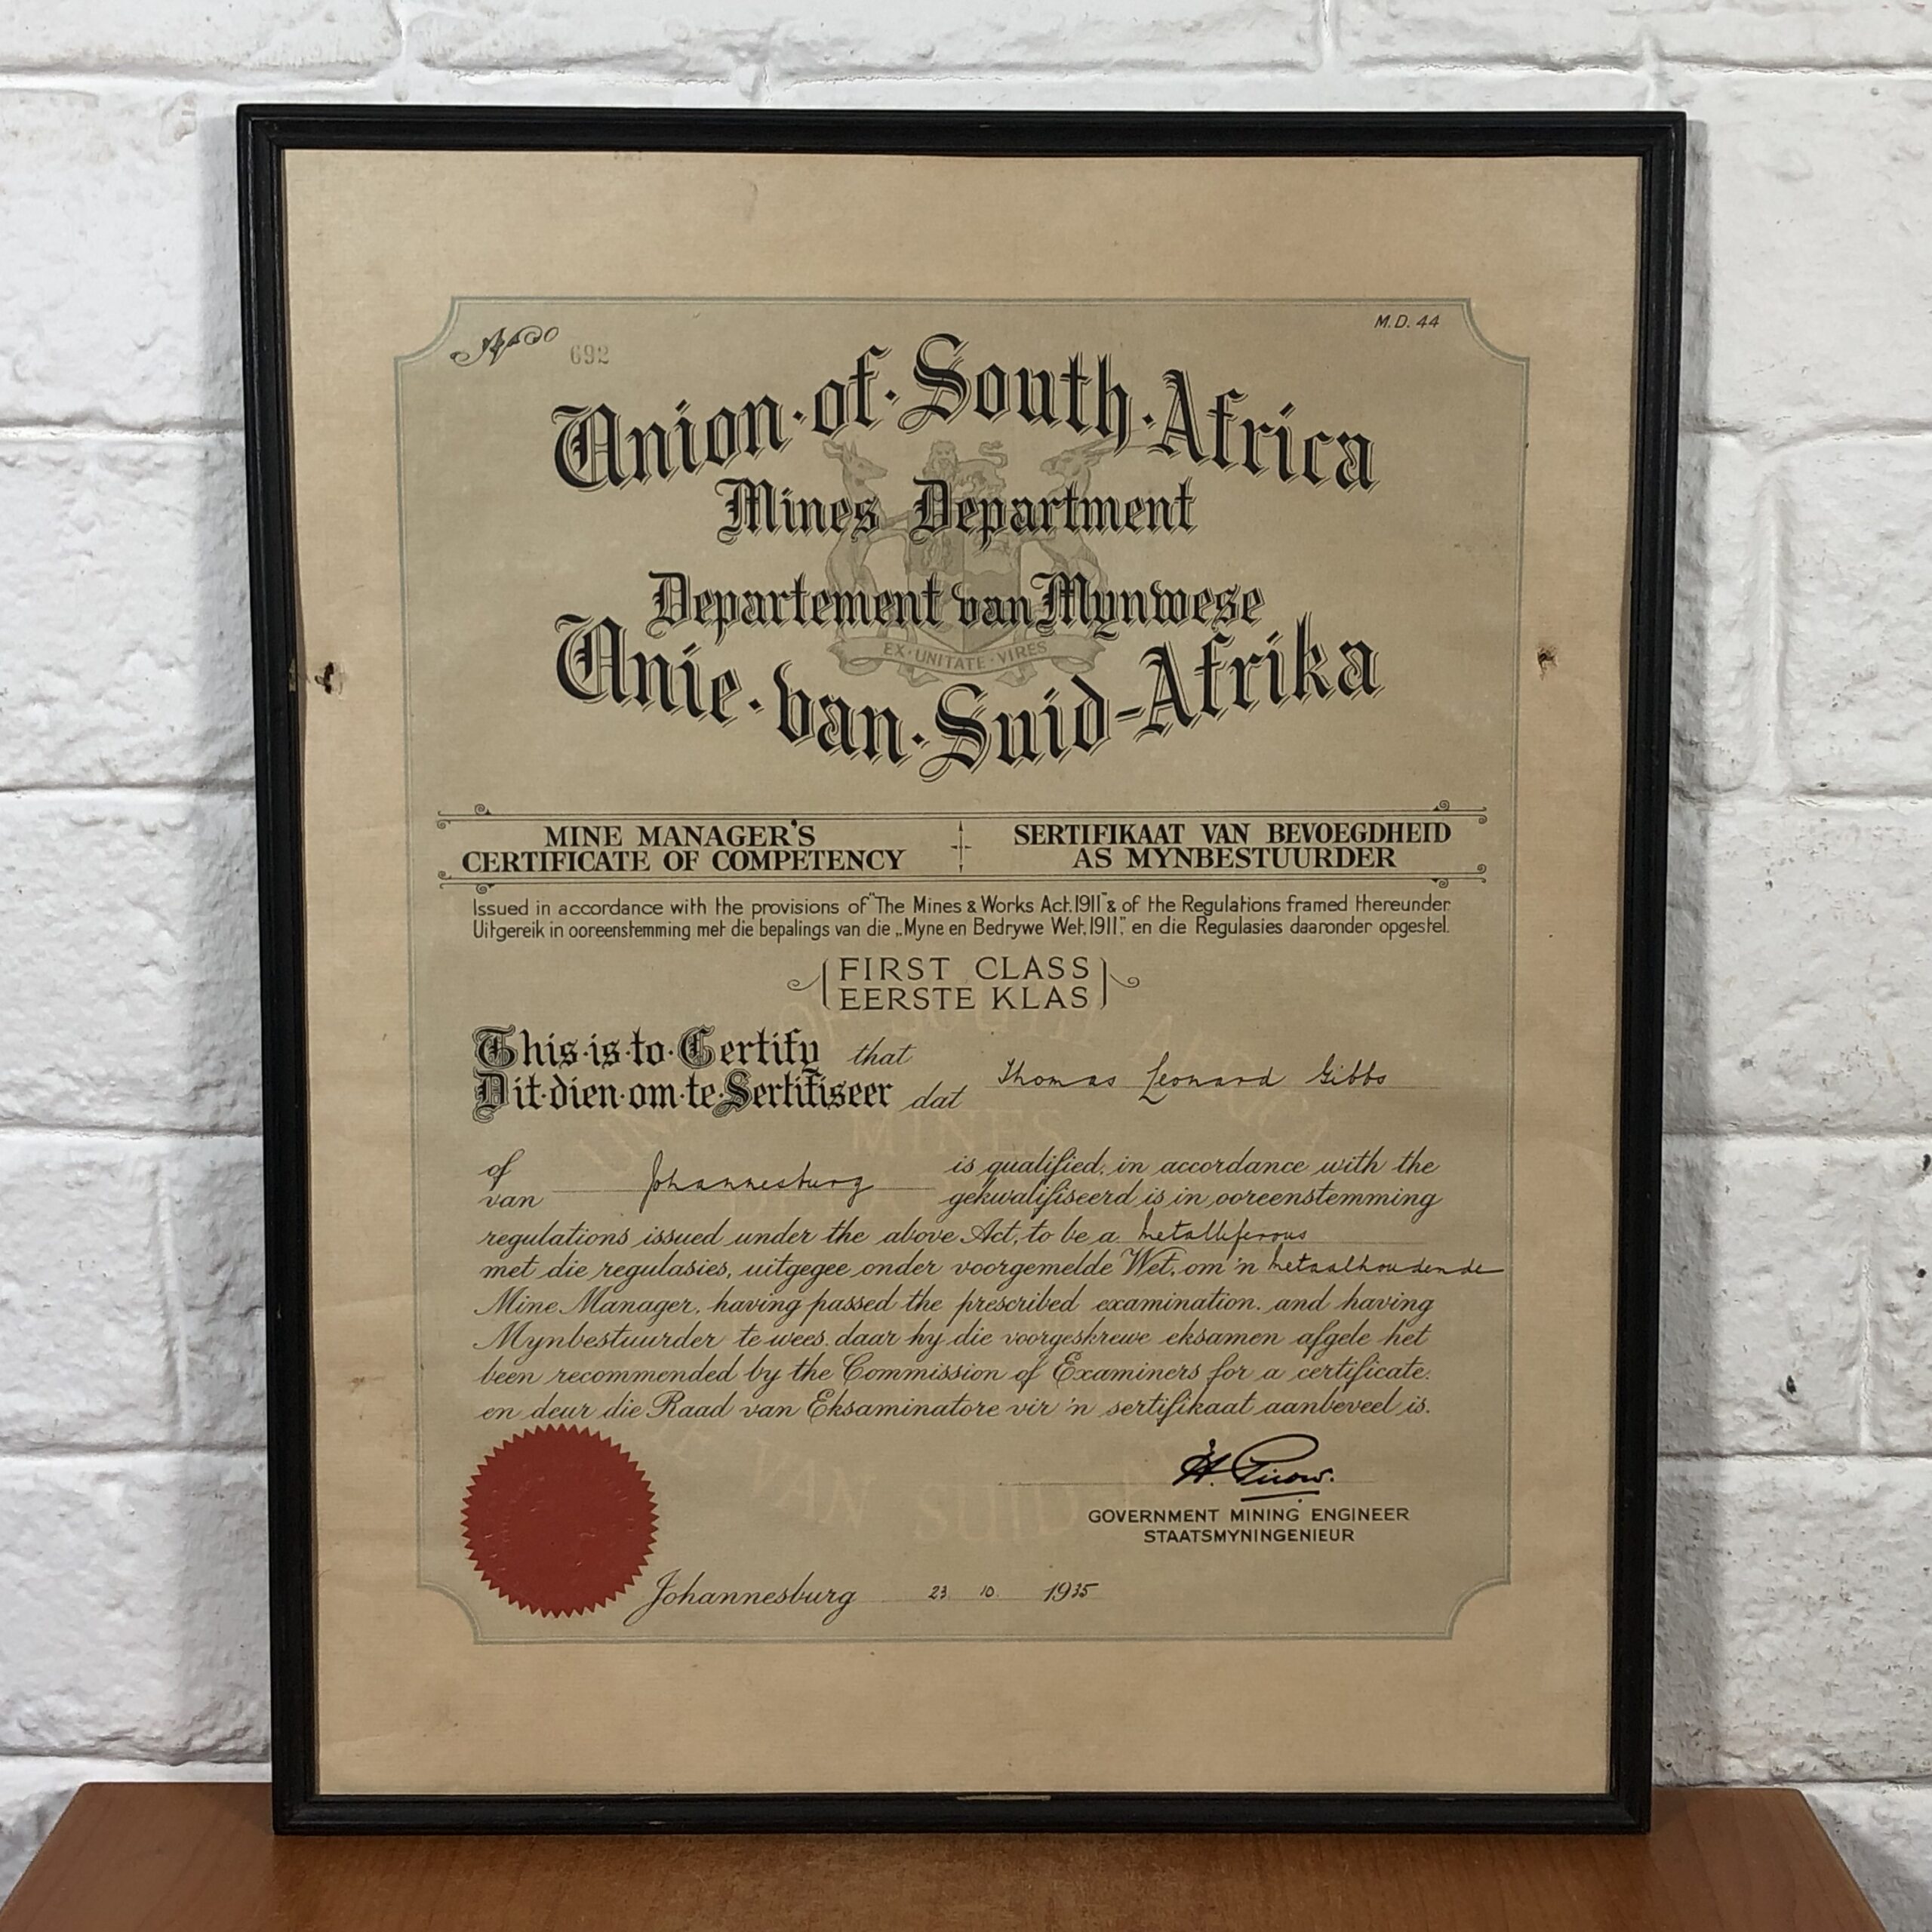 No 692
M.D. 44
Union·of·South·Africa
Mines Department
Departement van Mynwese
EX·UNITATE·VIRES
Unie·van·Suid-Afrika
MINE MANAGER'S
CERTIFICATE OF COMPETENCY
SERTIFIKAAT VAN BEVOEGDHEID
AS MYNBESTUURDER
Issued in accordance with the provisions of "The Mines & Works Act. 1911" & of the Regulations framed thereunder.
Uitgereik in ooreenstemming met die bepalings van die „Myne en Bedrywe Wet, 1911", en die Regulasies daaronder opgestel.
FIRST CLASS
EERSTE KLAS
This·is·to·Certify that
Dit·dien·om·te·Sertifiseer dat
Thomas Leonard Gibbs
of
van
Johannesburg
is qualified, in accordance with the
gekwalifiseerd is in ooreenstemming
regulations issued under the above Act, to be a metalliferous
met die regulasies, uitgegee onder voorgemelde Wet, om 'n metaalhoudende
Mine Manager, having passed the prescribed examination. and having
Mynbestuurder te wees. daar hy die voorgeskrewe eksamen afgele het
been recommended by the Commission of Examiners for a certificate.
en deur die Raad van Eksaminatore vir 'n sertifikaat aanbeveel is.
H. Pirow.
GOVERNMENT MINING ENGINEER
STAATSMYNINGENIEUR
Johannesburg 23 10. 1935